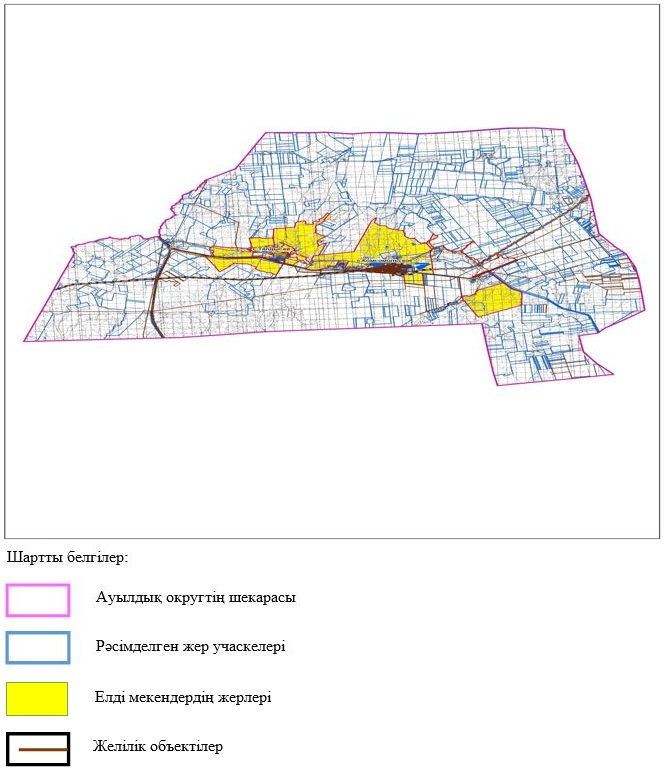 Шартты белгілер:
Ауылдық округтің шекарасы
Рәсімделген жер учаскелері
Елді мекендердің жерлері
Желілік объектілер